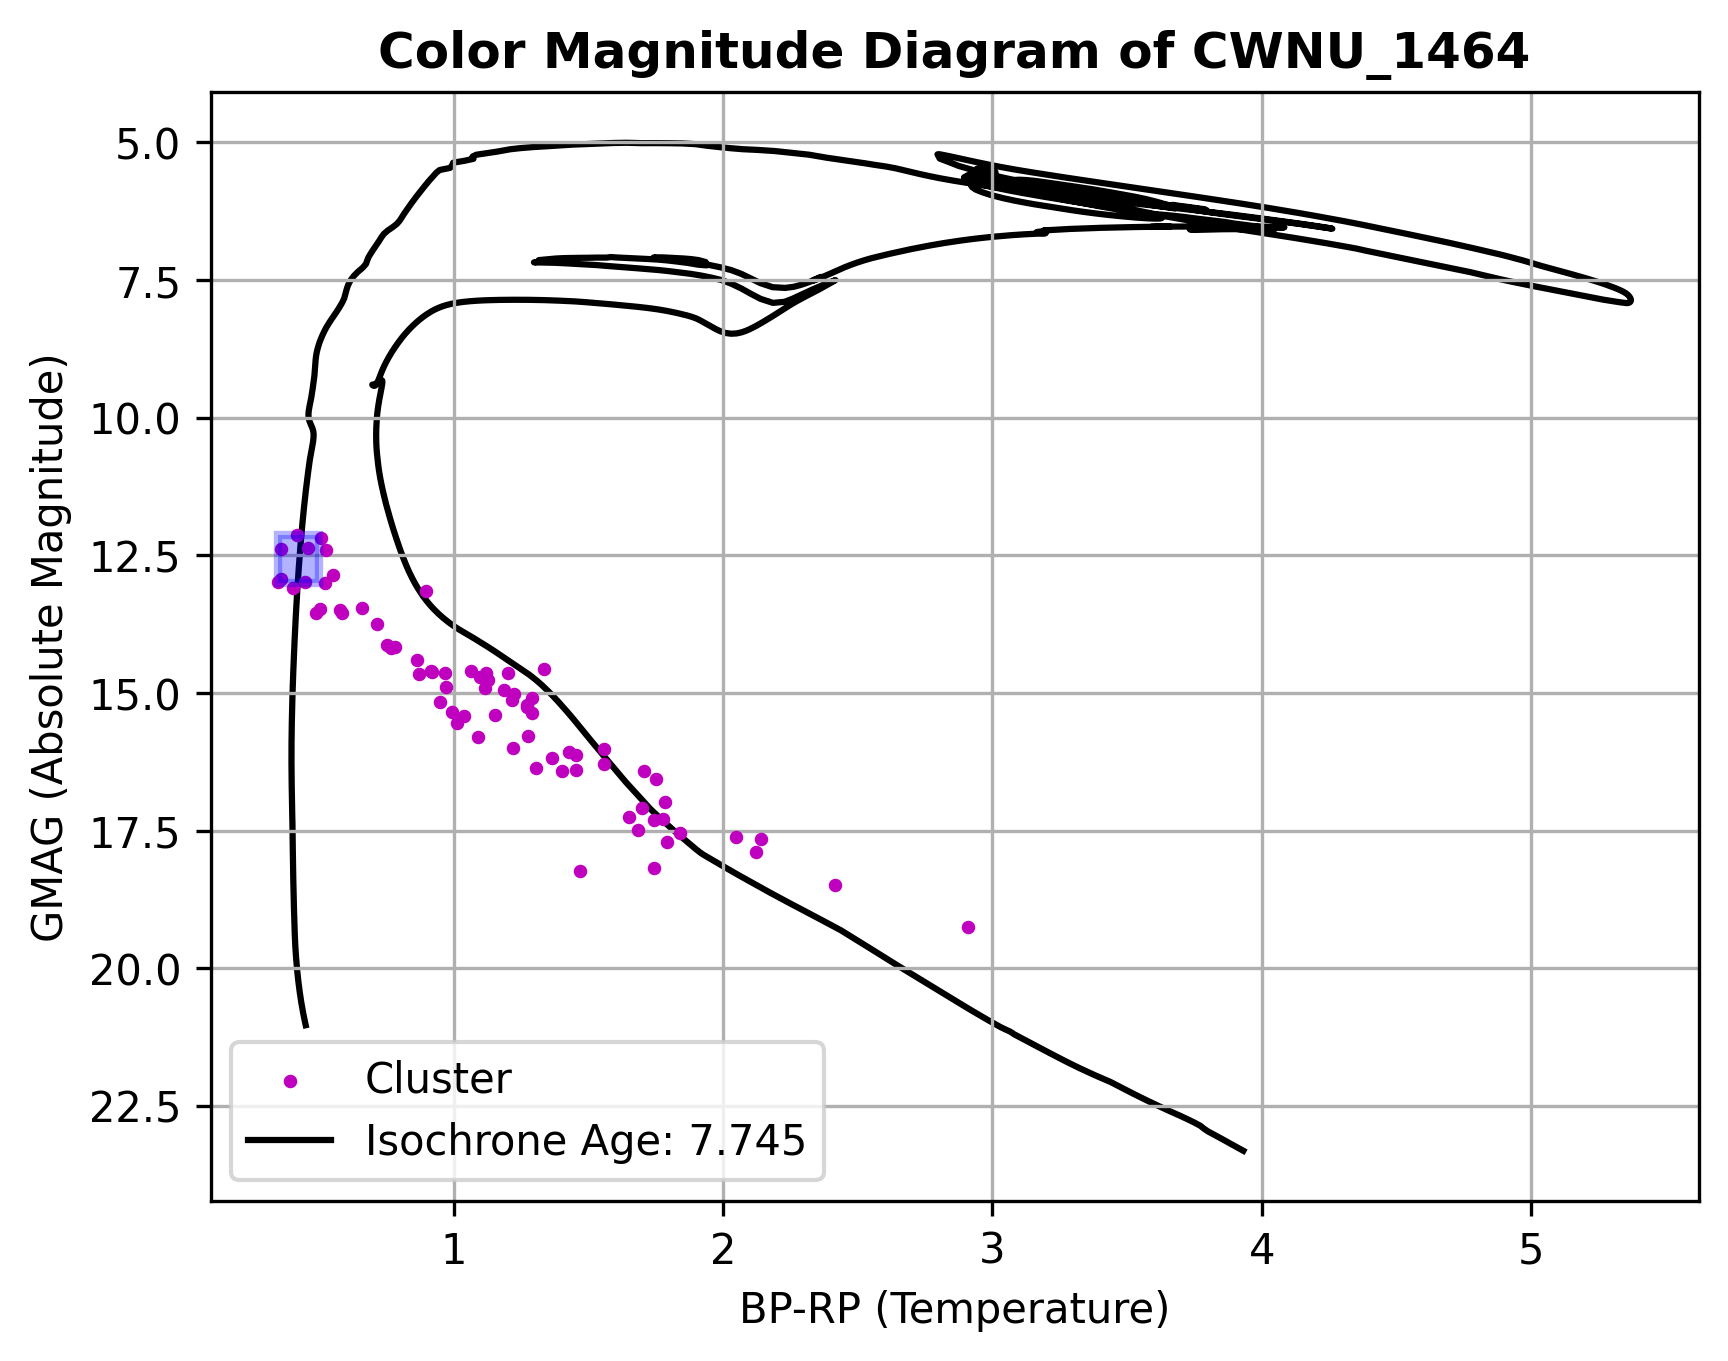 Color Magnitude Diagram of CWNU_1464
GMAG (Absolute Magnitude)
5.0
7.5
10.0
12.5
15.0
17.5
20.0
22.5
Cluster
Isochrone Age: 7.745
1 2 3 4 5
BP-RP (Temperature)